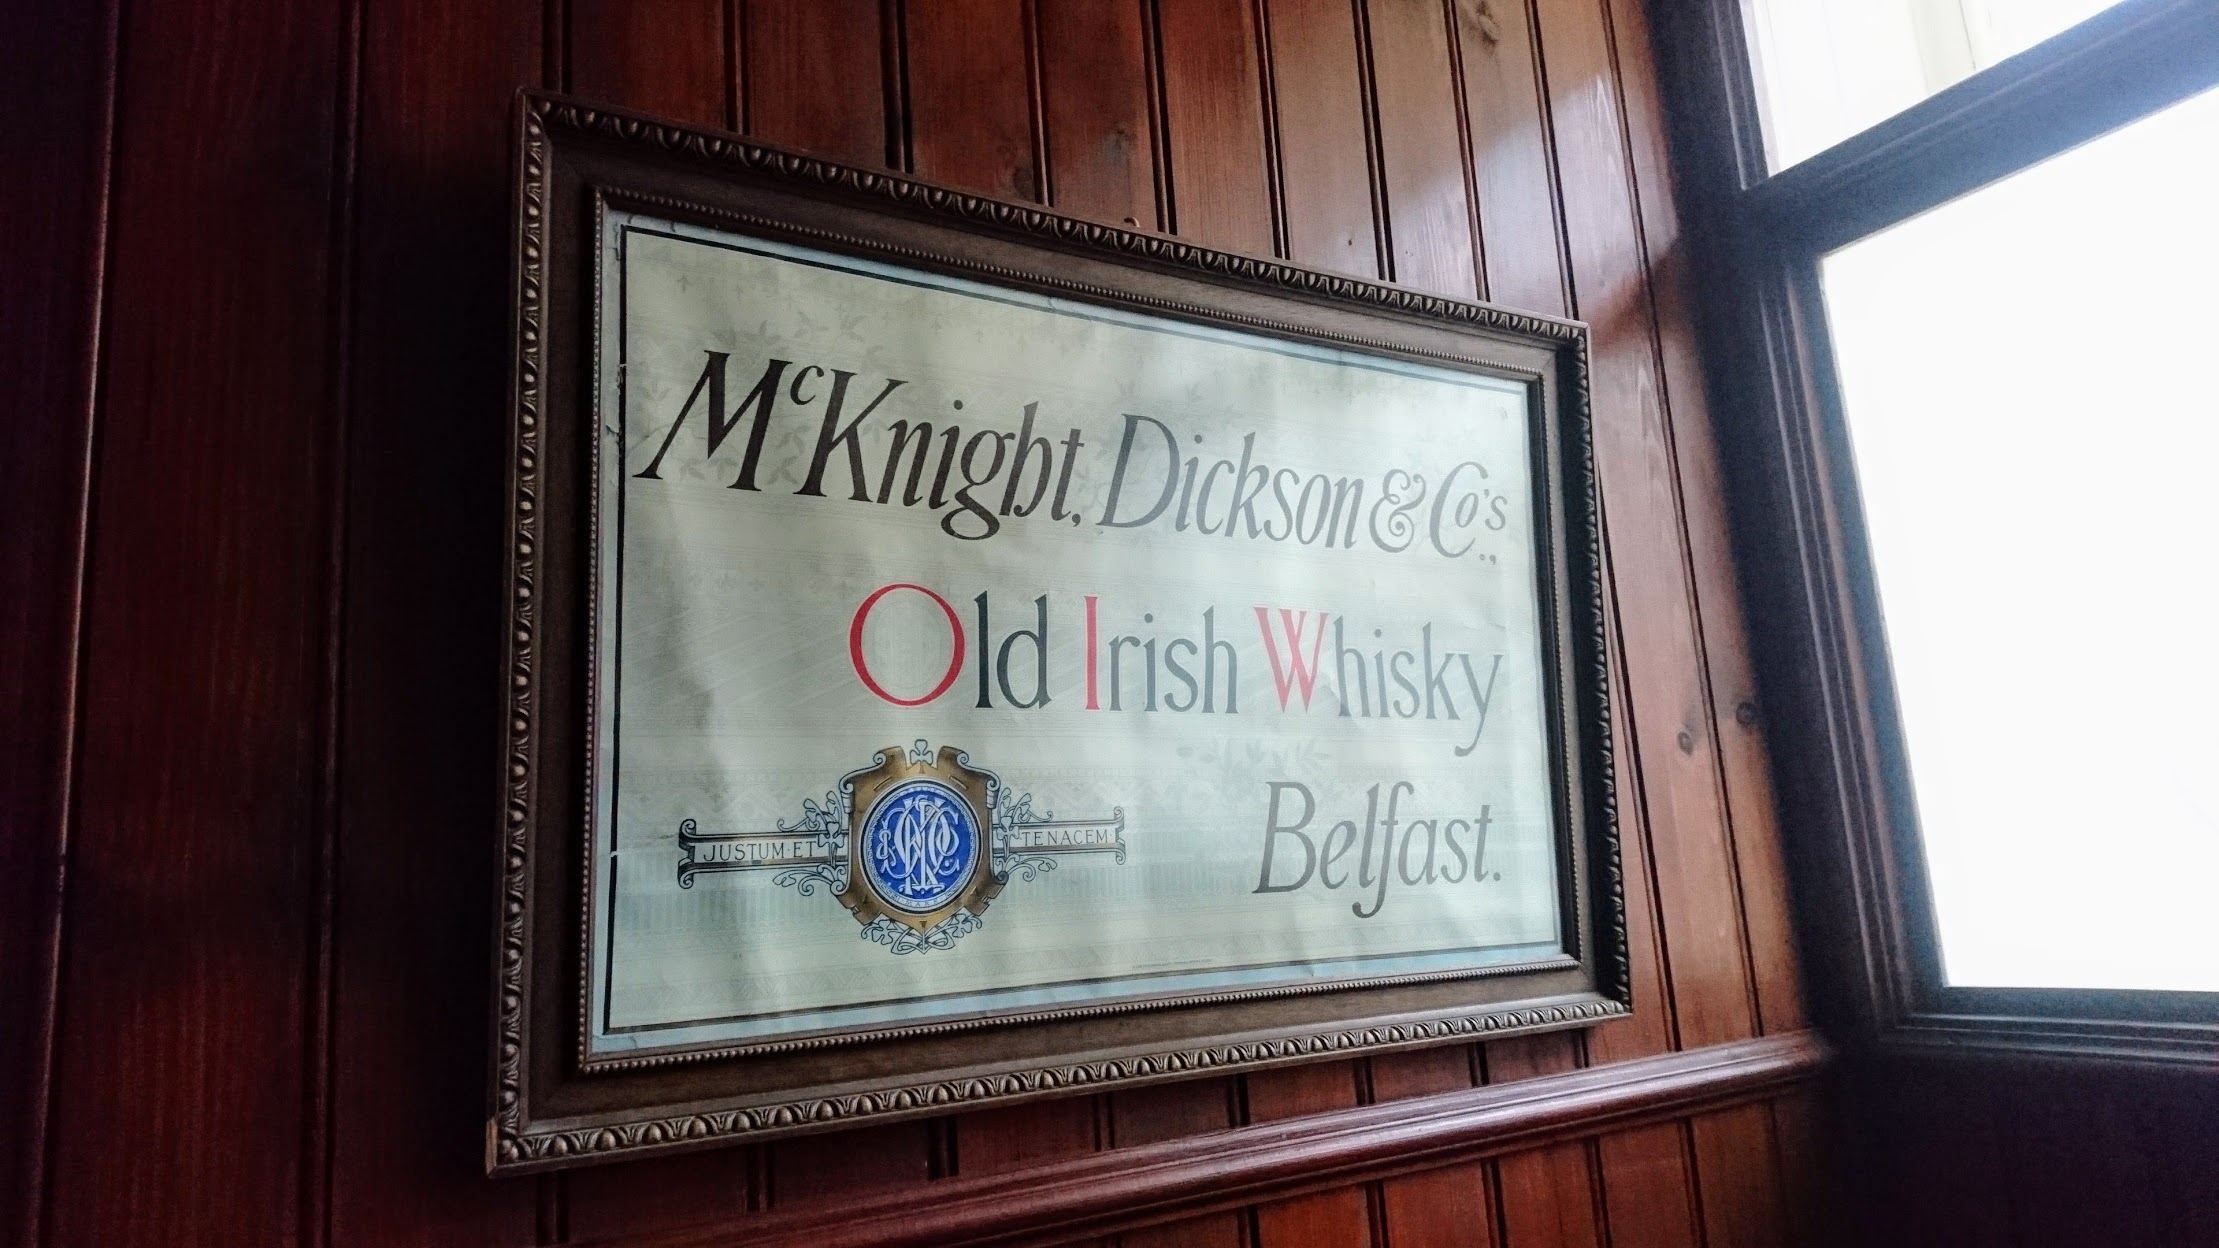 McKnight, Dickson & Co's.,
Old Irish Whisky
JUSTUM·ET TENACEM
Belfast.